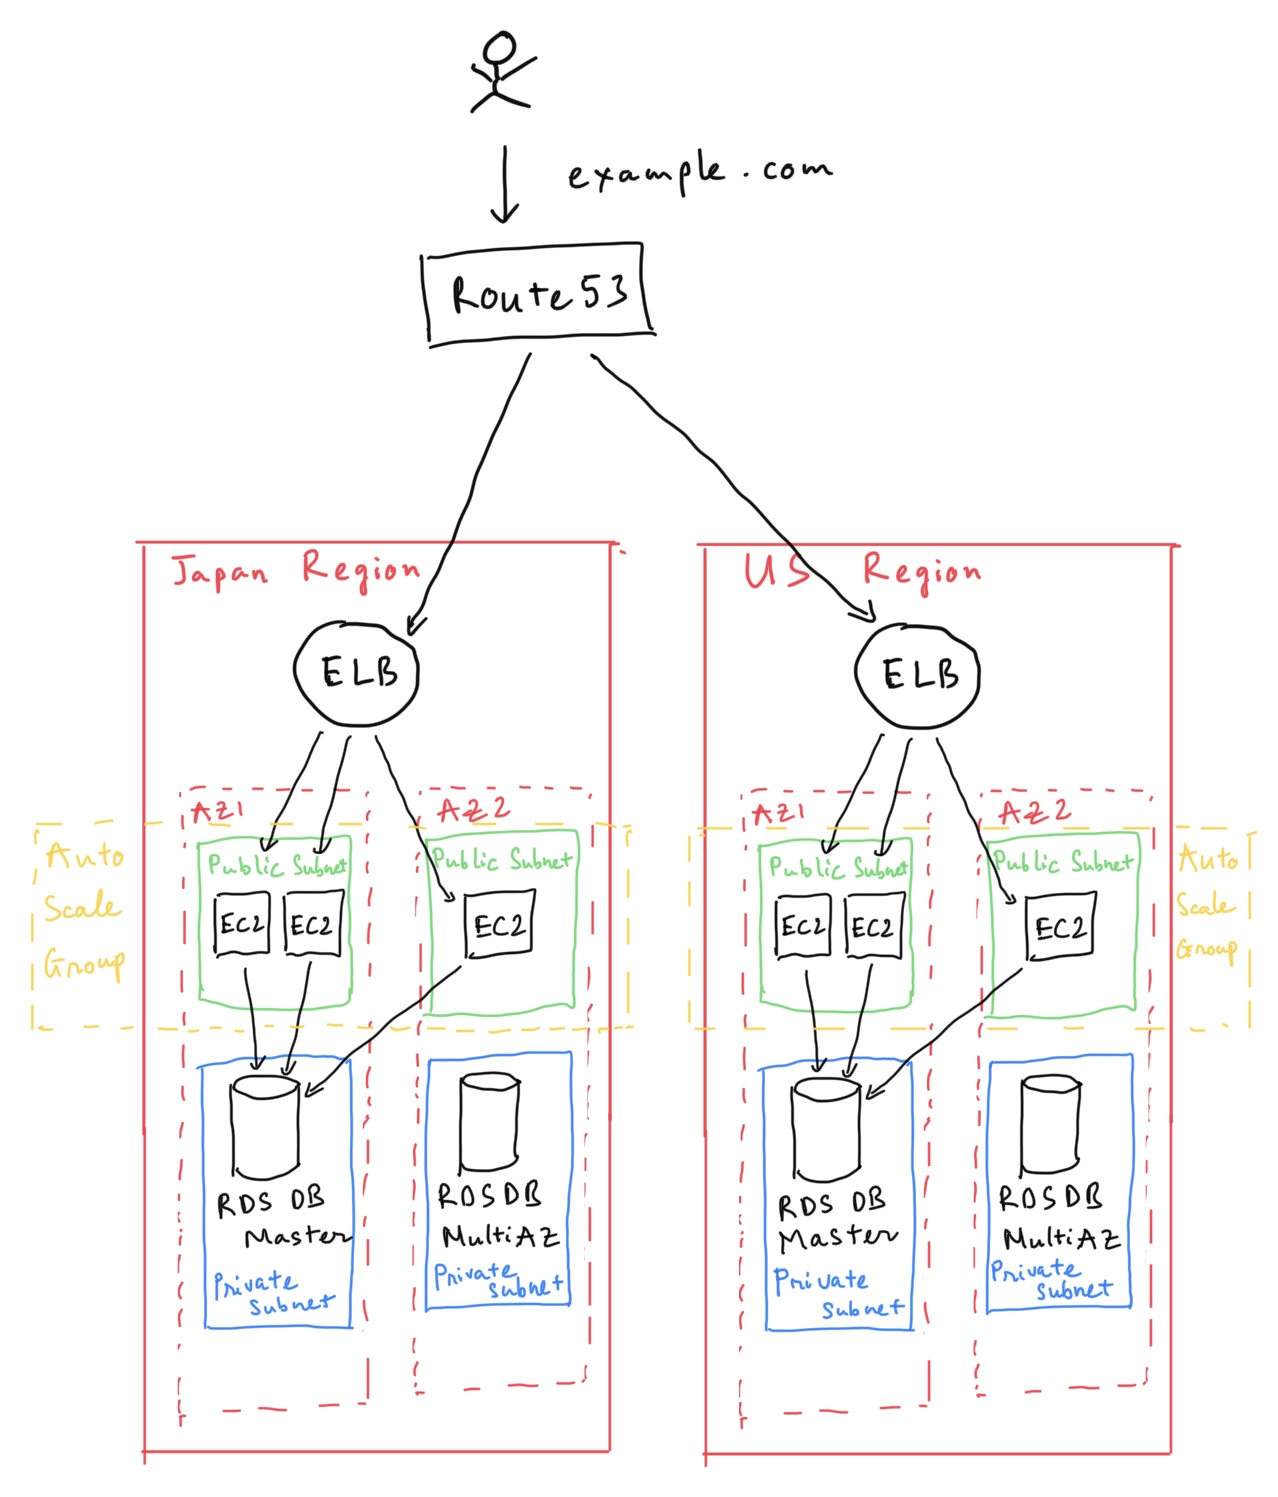 example.com
Route53
Japan Region
ELB
AZ1
AZ2
Auto
Scale
Group
Public Subnet
EC2
EC2
Public Subnet
EC2
RDS DB
Master
Private
Subnet
RDS DB
MultiAZ
Private
Subnet
US Region
ELB
AZ1
AZ2
Public Subnet
EC2
EC2
Public Subnet
EC2
Auto
Scale
Group
RDS DB
Master
Private
Subnet
RDS DB
MultiAZ
Private
Subnet